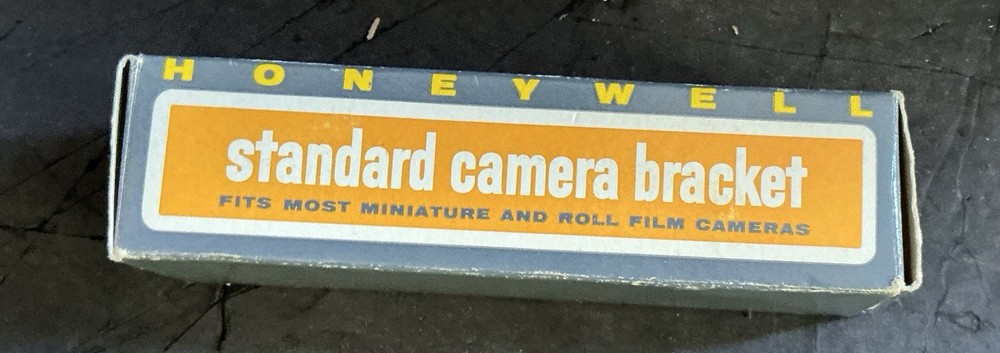 HONEYWELL
standard camera bracket
FITS MOST MINIATURE AND ROLL FILM CAMERAS